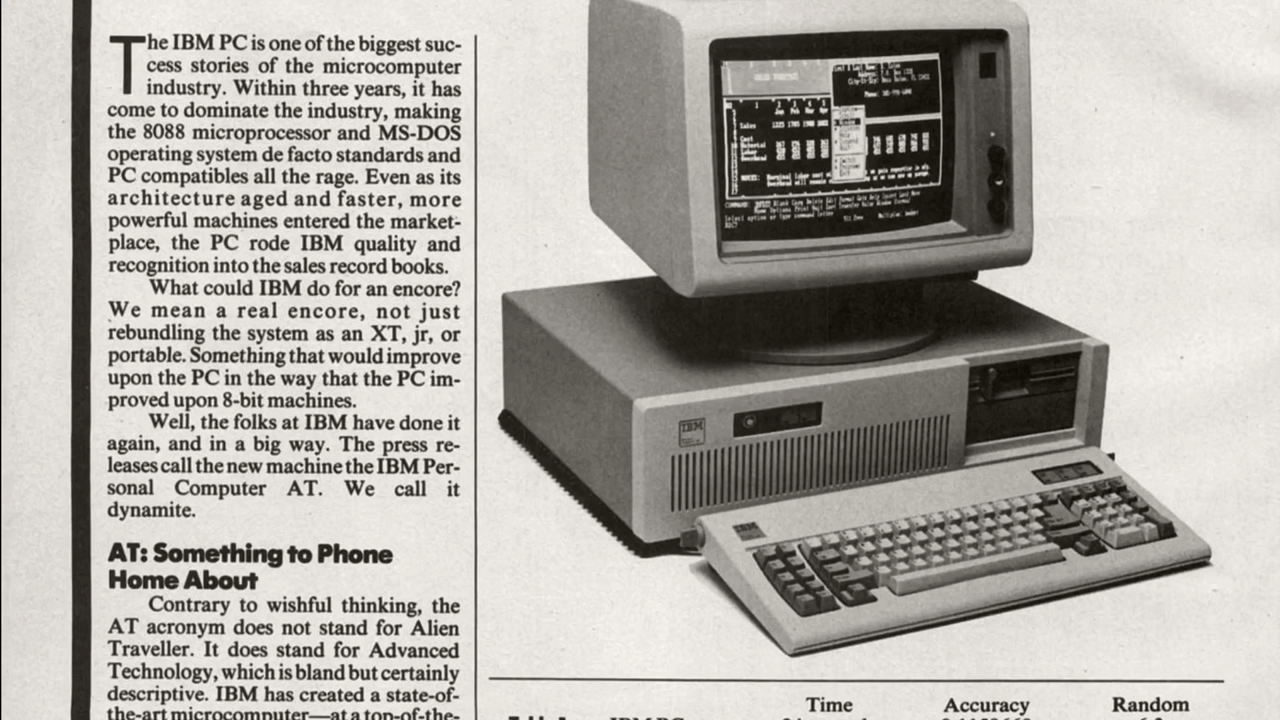 The IBM PC is one of the biggest suc-
cess stories of the microcomputer
industry. Within three years, it has
come to dominate the industry, making
the 8088 microprocessor and MS-DOS
operating system de facto standards and
PC compatibles all the rage. Even as its
architecture aged and faster, more
powerful machines entered the market-
place, the PC rode IBM quality and
recognition into the sales record books.
What could IBM do for an encore?
We mean a real encore, not just
rebundling the system as an XT, jr, or
portable. Something that would improve
upon the PC in the way that the PC im-
proved upon 8-bit machines.
Well, the folks at IBM have done it
again, and in a big way. The press re-
leases call the new machine the IBM Per-
sonal Computer AT. We call it
dynamite.
AT: Something to Phone
Home About
Contrary to wishful thinking, the
AT acronym does not stand for Alien
Traveller. It does stand for Advanced
Technology, which is bland but certainly
descriptive. IBM has created a state-of-
the-art microcomputer—at a top-of-the-
Sales
Cost
Material
Labor
Overhead
IBM
IBM
Time Accuracy Random
IBM PC